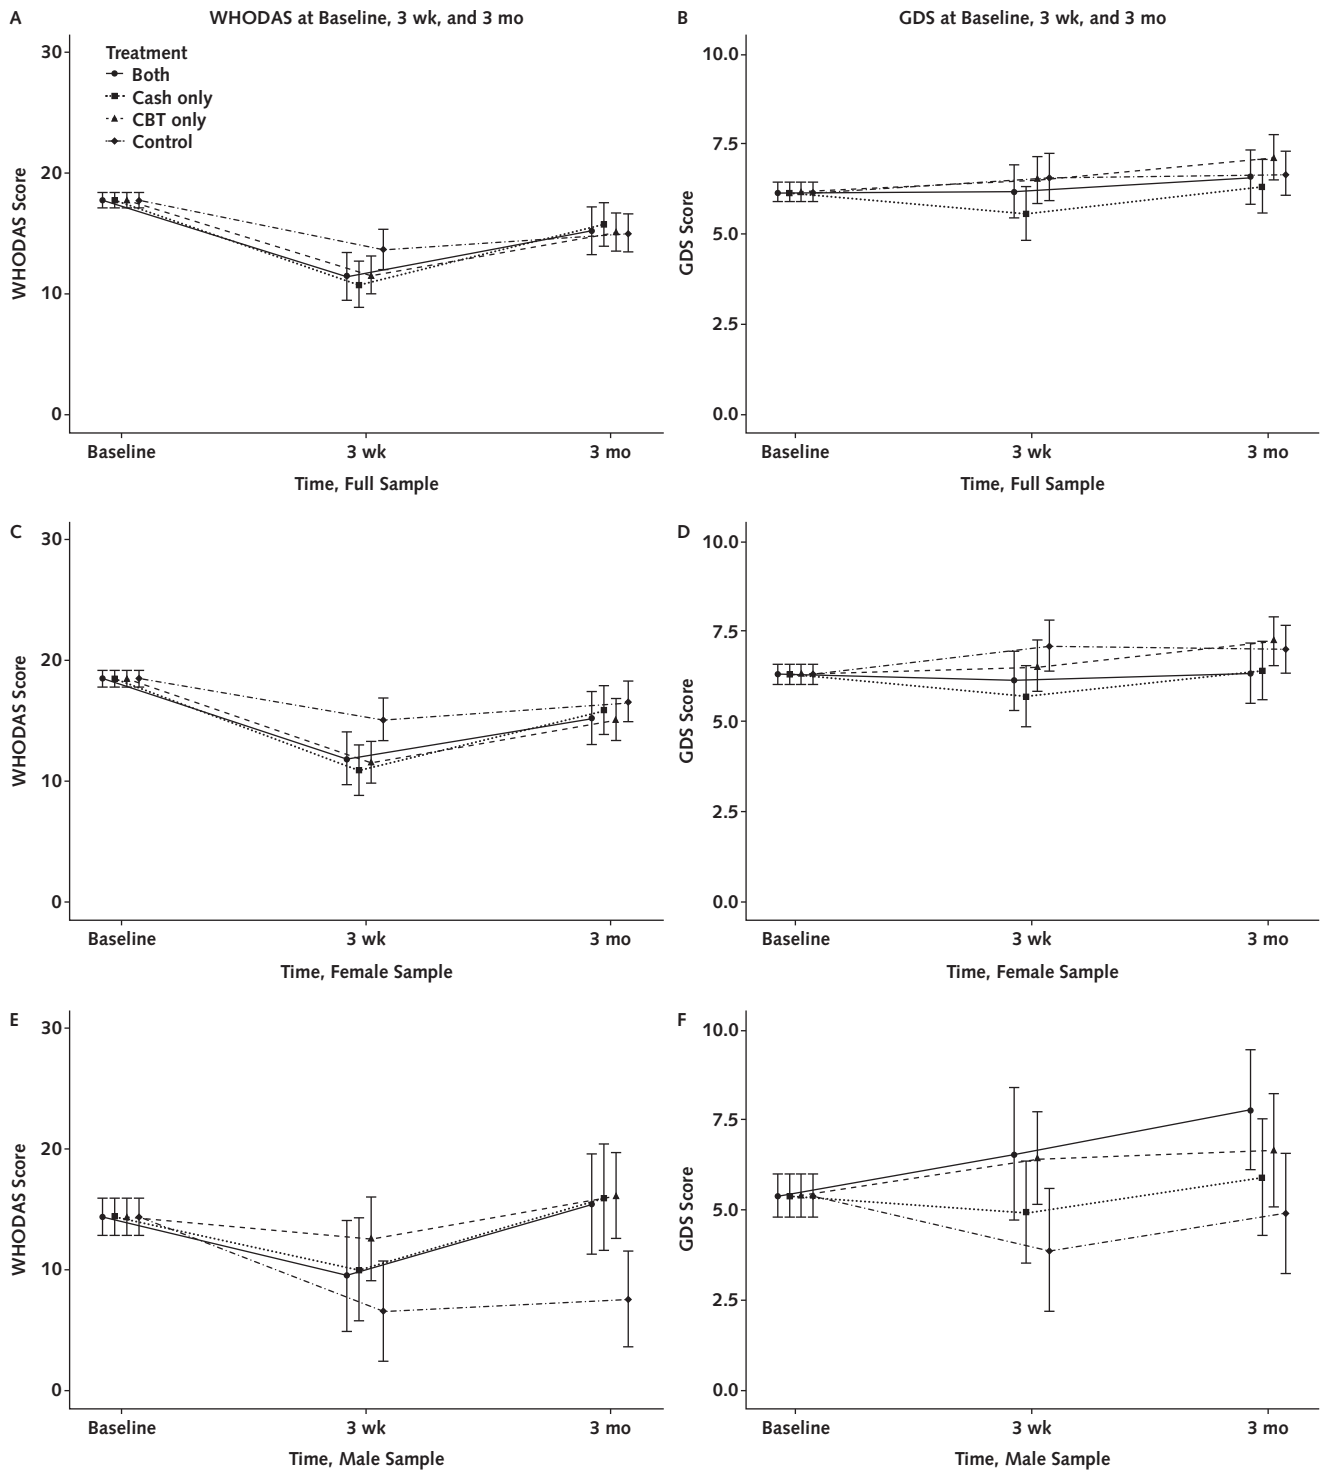 A
WHODAS at Baseline, 3 wk, and 3 mo
30
20
10
0
WHODAS Score
Treatment
Both
Cash only
CBT only
Control
Baseline
3 wk
3 mo
Time, Full Sample
B
GDS at Baseline, 3 wk, and 3 mo
10.0
7.5
5.0
2.5
0.0
GDS Score
Baseline
3 wk
3 mo
Time, Full Sample
C
30
20
10
0
WHODAS Score
Baseline
3 wk
3 mo
Time, Female Sample
D
10.0
7.5
5.0
2.5
0.0
GDS Score
Baseline
3 wk
3 mo
Time, Female Sample
E
30
20
10
0
WHODAS Score
Baseline
3 wk
3 mo
Time, Male Sample
F
10.0
7.5
5.0
2.5
0.0
GDS Score
Baseline
3 wk
3 mo
Time, Male Sample